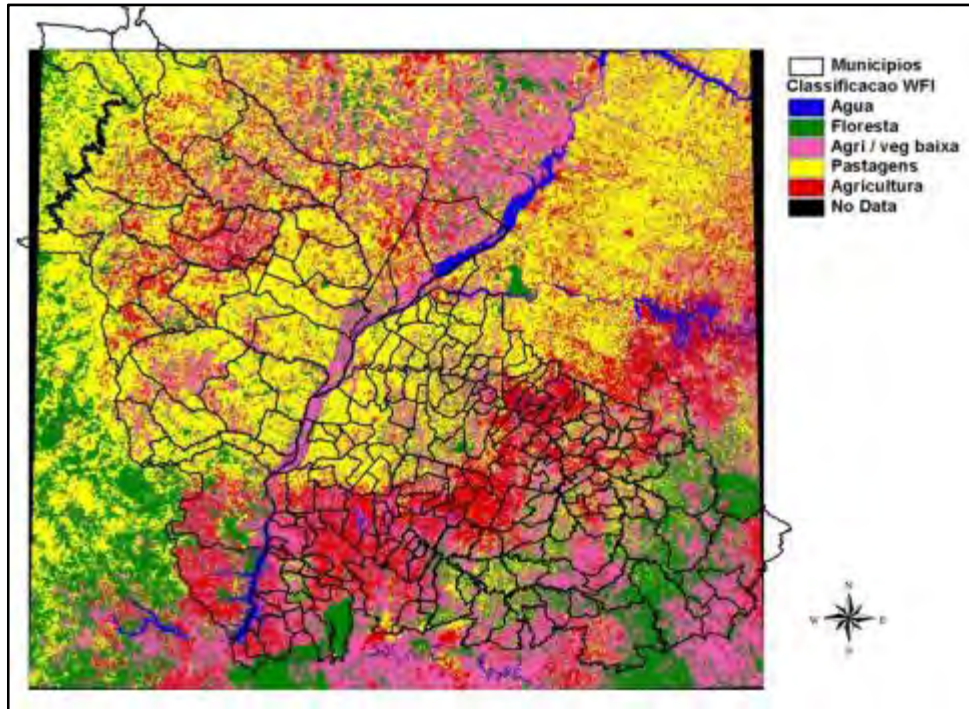 Municipios
Classificacao WFI
Agua
Floresta
Agri / veg baixa
Pastagens
Agricultura
No Data
N
W E
S